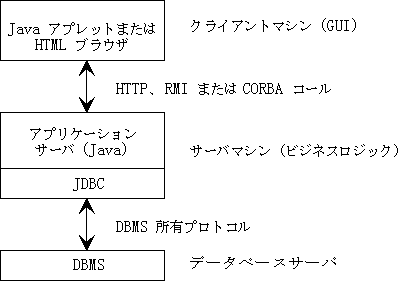 Java アプレットまたは
HTML ブラウザ
クライアントマシン (GUI)
HTTP、RMI または CORBA コール
アプリケーション
サーバ (Java)
サーバマシン (ビジネスロジック)
JDBC
DBMS 所有プロトコル
DBMS
データベースサーバ